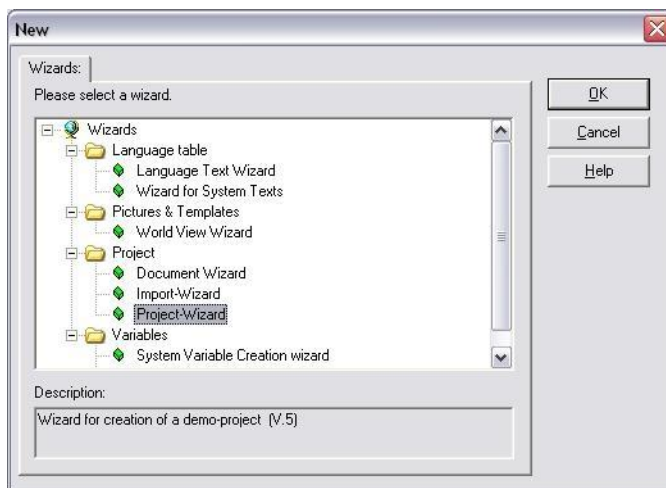 New
Wizards:
Please select a wizard.
OK
Cancel
Help
Wizards
Language table
Language Text Wizard
Wizard for System Texts
Pictures & Templates
World View Wizard
Project
Document Wizard
Import-Wizard
Project-Wizard
Variables
System Variable Creation wizard
Description:
Wizard for creation of a demo-project (V.5)